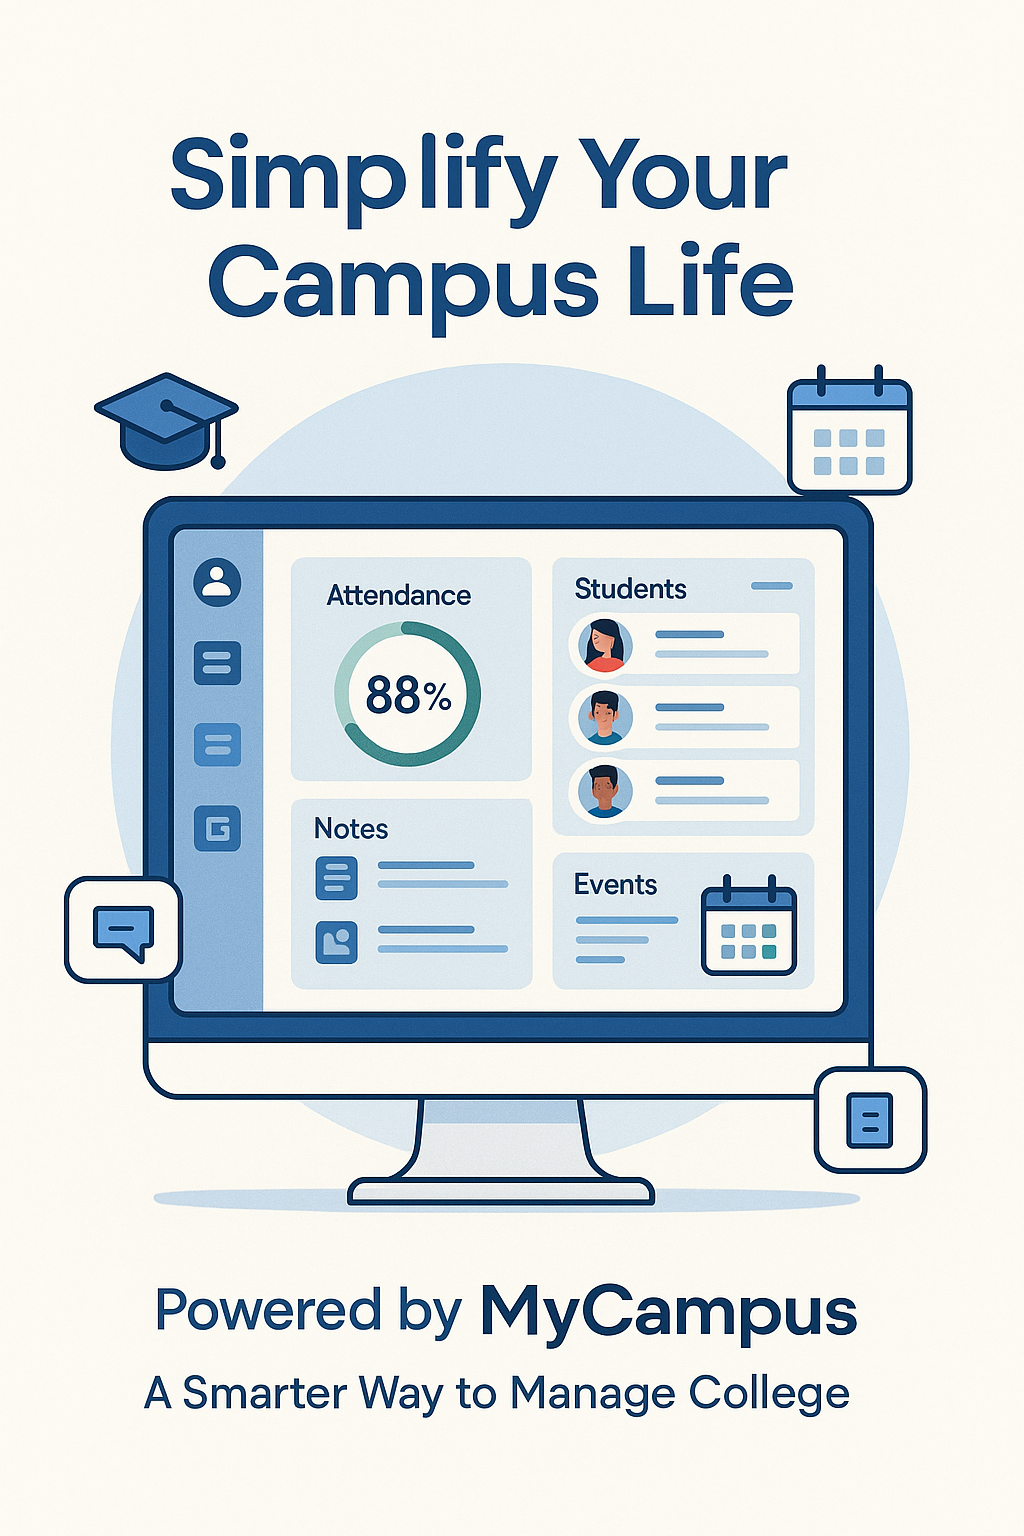 Simplify Your
Campus Life
Attendance
88%
Students
Notes
Events
Powered by MyCampus
A Smarter Way to Manage College